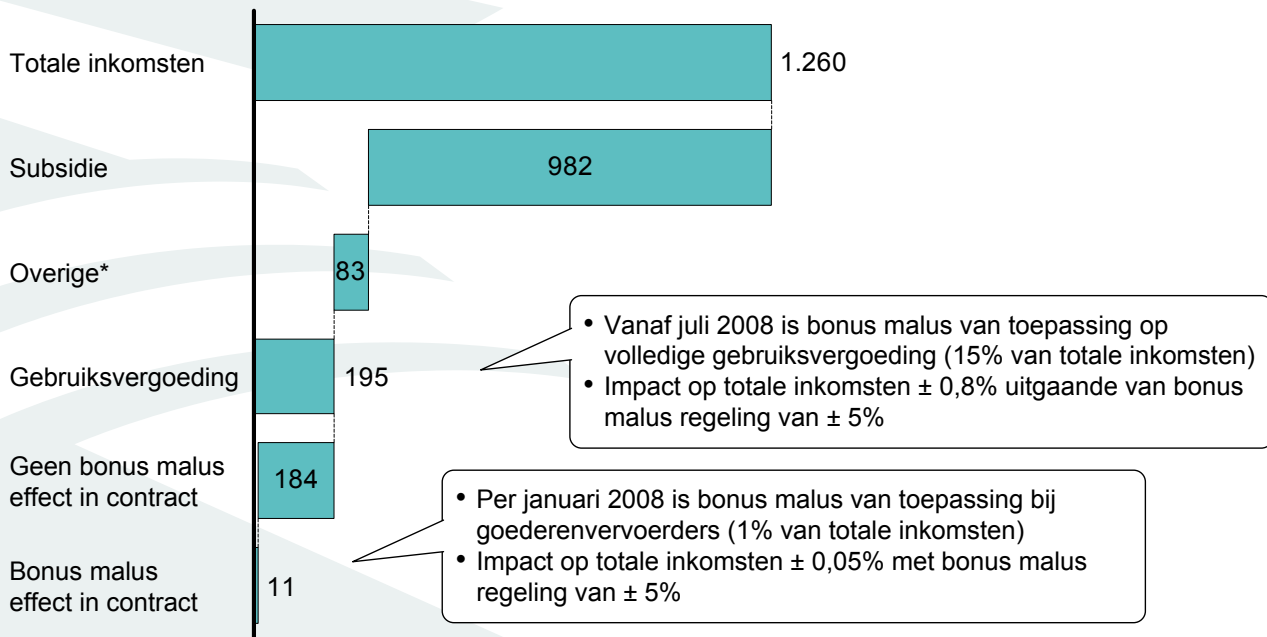 Totale inkomsten
1.260
Subsidie
982
Overige*
83
• Vanaf juli 2008 is bonus malus van toepassing op
volledige gebruiksvergoeding (15% van totale inkomsten)
• Impact op totale inkomsten ± 0,8% uitgaande van bonus
malus regeling van ± 5%
Gebruiksvergoeding
195
Geen bonus malus
effect in contract
184
• Per januari 2008 is bonus malus van toepassing bij
goederenvervoerders (1% van totale inkomsten)
• Impact op totale inkomsten ± 0,05% met bonus malus
regeling van ± 5%
Bonus malus
effect in contract
11